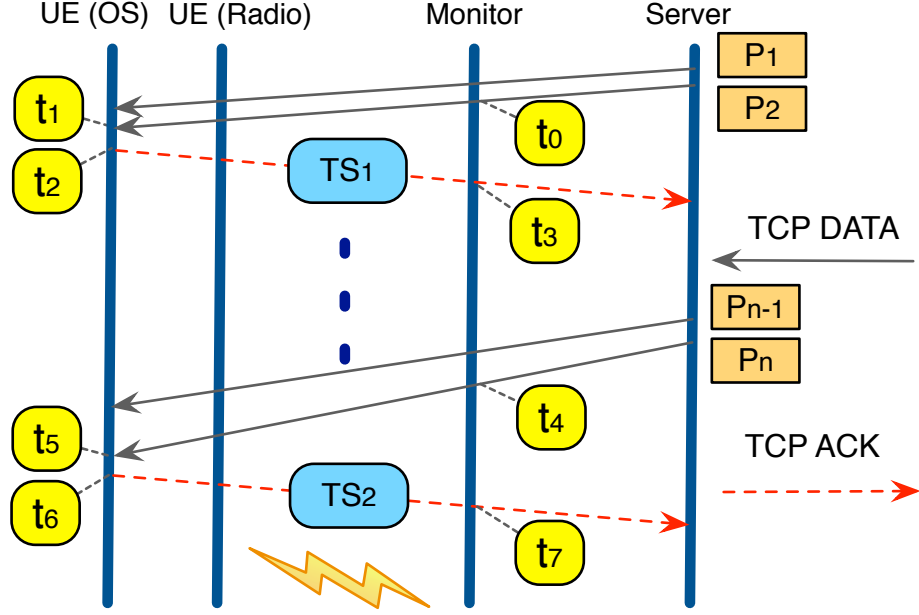 UE (OS) UE (Radio) Monitor Server
P1
t1
P2
t0
TS1
t2
t3
TCP DATA
Pn-1
Pn
t4
t5
TCP ACK
TS2
t6
t7